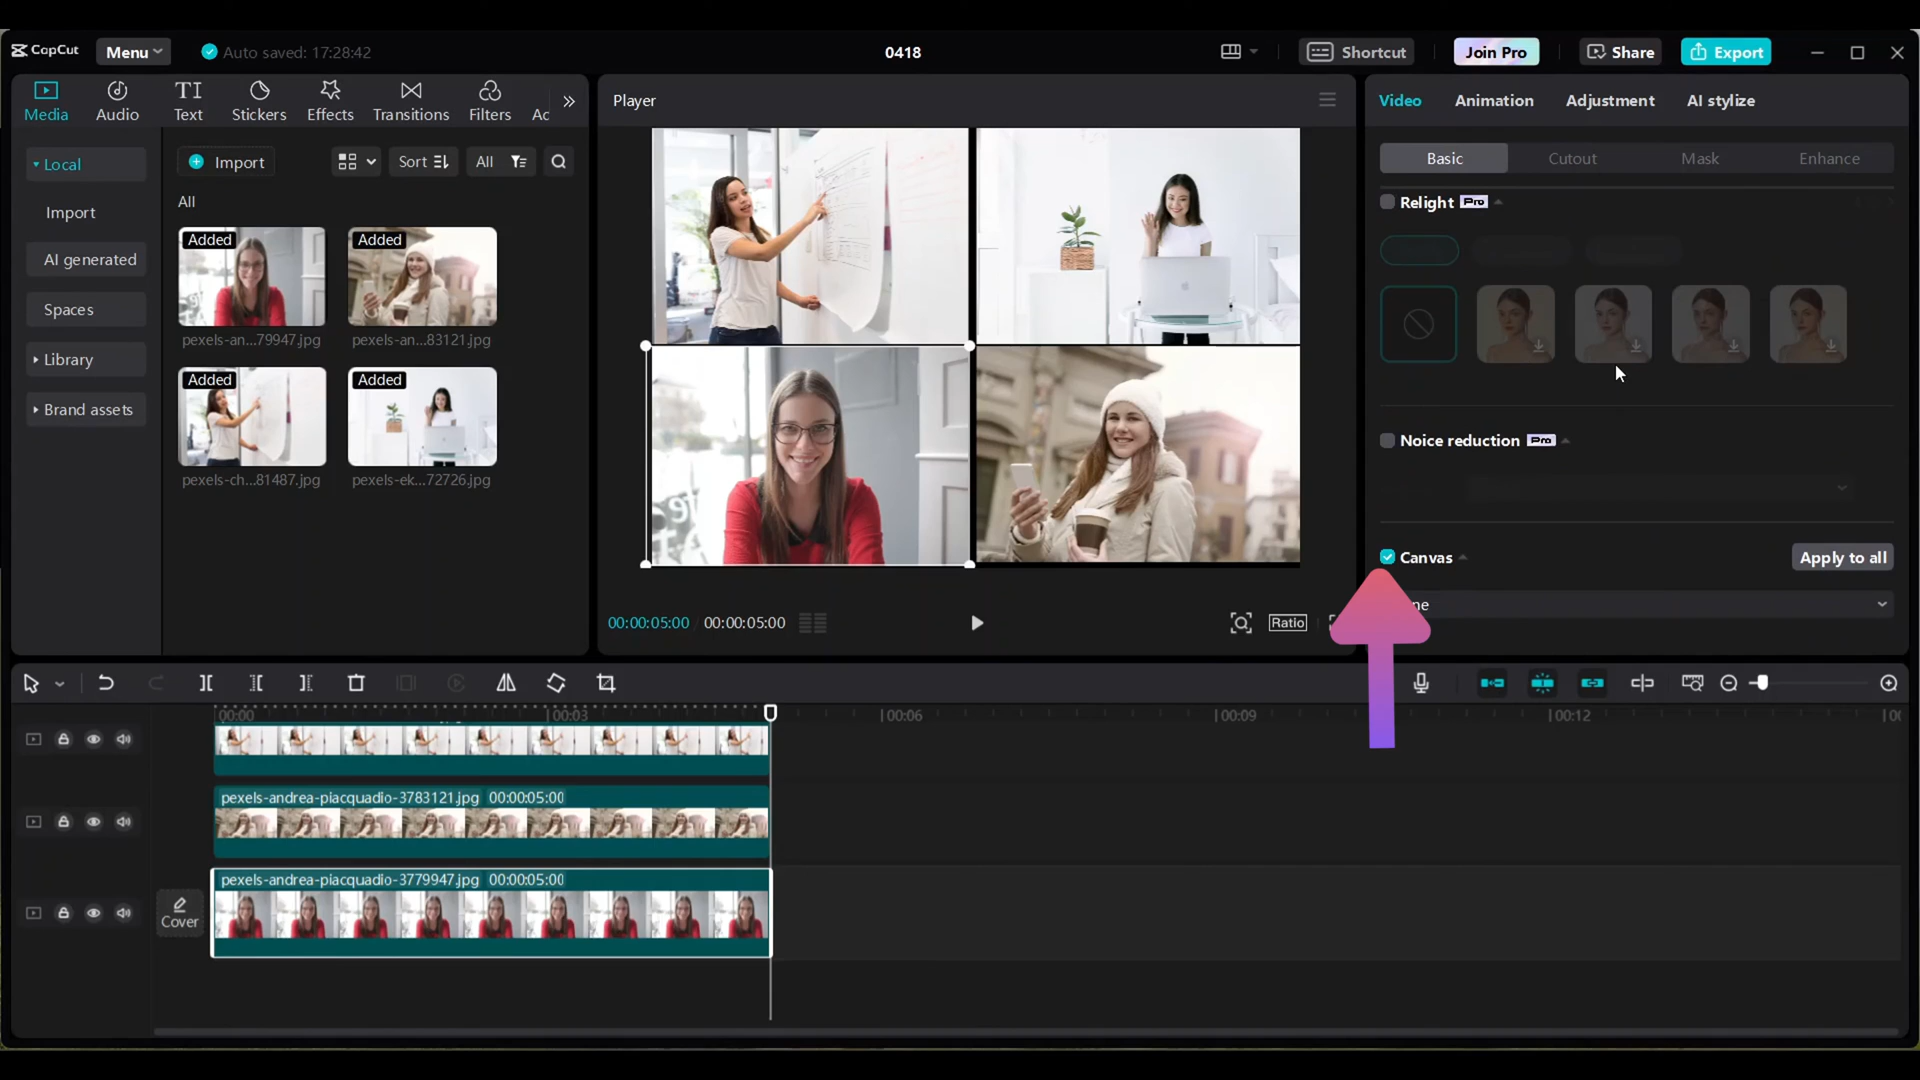 CapCut
Menu
Auto saved: 17:28:42
0418
Shortcut
Join Pro
Share
Export
Media
Audio
TI
Text
Stickers
Effects
Transitions
Filters
Ac
Local
Import
AI generated
Spaces
Library
Brand assets
Import
Sort
All
All
Added
pexels-an...79947.jpg
Added
pexels-an...83121.jpg
Added
pexels-ch...81487.jpg
Added
pexels-ek...72726.jpg
Player
00:00:05:00
00:00:05:00
Ratio
Video
Animation
Adjustment
AI stylize
Basic
Cutout
Mask
Enhance
Relight Pro
Noice reduction Pro
Canvas
Apply to all
ne
00:00
00:03
00:06
00:09
00:12
pexels-andrea-piacquadio-3783121.jpg 00:00:05:00
pexels-andrea-piacquadio-3779947.jpg 00:00:05:00
Cover